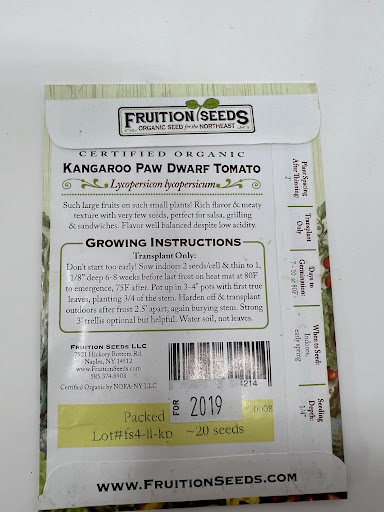 FRUITION SEEDS
ORGANIC SEED for the NORTHEAST
CERTIFIED ORGANIC
KANGAROO PAW DWARF TOMATO
Lycopersicon lycopersicum
Such large fruits on such small plants! Rich flavor & meaty
texture with very few seeds, perfect for salsa, grilling
& sandwiches. Flavor well balanced despite low acidity.
GROWING INSTRUCTIONS
Transplant Only:
Don't start too early! Sow indoors 2 seeds/cell & thin to 1,
1/8" deep 6-8 weeks before last frost on heat mat at 80F
to emergence, 75F after. Pot up in 3-4" pots with first true
leaves, planting 3/4 of the stem. Harden off & transplant
outdoors after frost 2.5' apart, again burying stem. Strong
3' trellis optional but helpful. Water soil, not leaves.
FRUITION SEEDS LLC
7921 Hickory Bottom Rd
Naples, NY 14512
www.FruitionSeeds.com
585.374.8903
Certified Organic by NOFA-NY LLC
4214
Packed
FOR 2019
0008
Lot#fs4-ll-kp ~20 seeds
WWW.FRUITIONSEEDS.COM
Plant Spacing
After Thinning
2'
Transplant
Only
Days to
Germination:
7-10 @ 80F
When to Seed:
Indoors,
early spring
Seeding
Depth:
1/4"